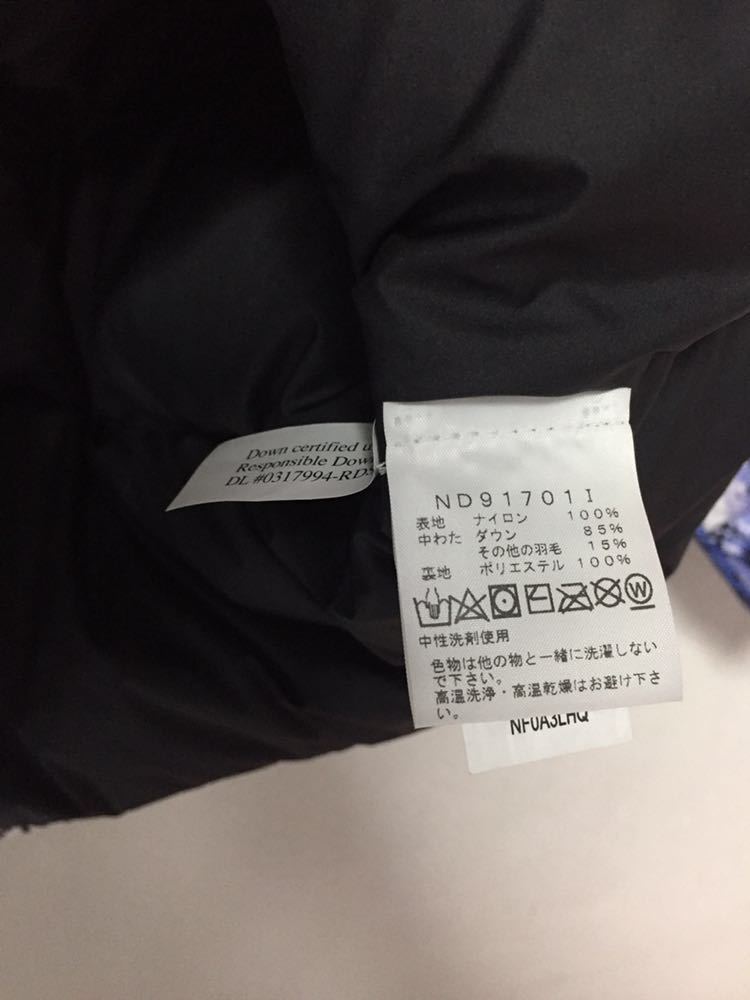 Down certified u
Responsible Dow
DL #0317994-RDS
ND91701I
表地 ナイロン 100%
中わた ダウン 85%
その他の羽毛 15%
裏地 ポリエステル 100%
W
中性洗剤使用
色物は他の物と一緒に洗濯しない
で下さい。
高温洗浄・高温乾燥はお避け下さ
い。
NF0A3LHQ